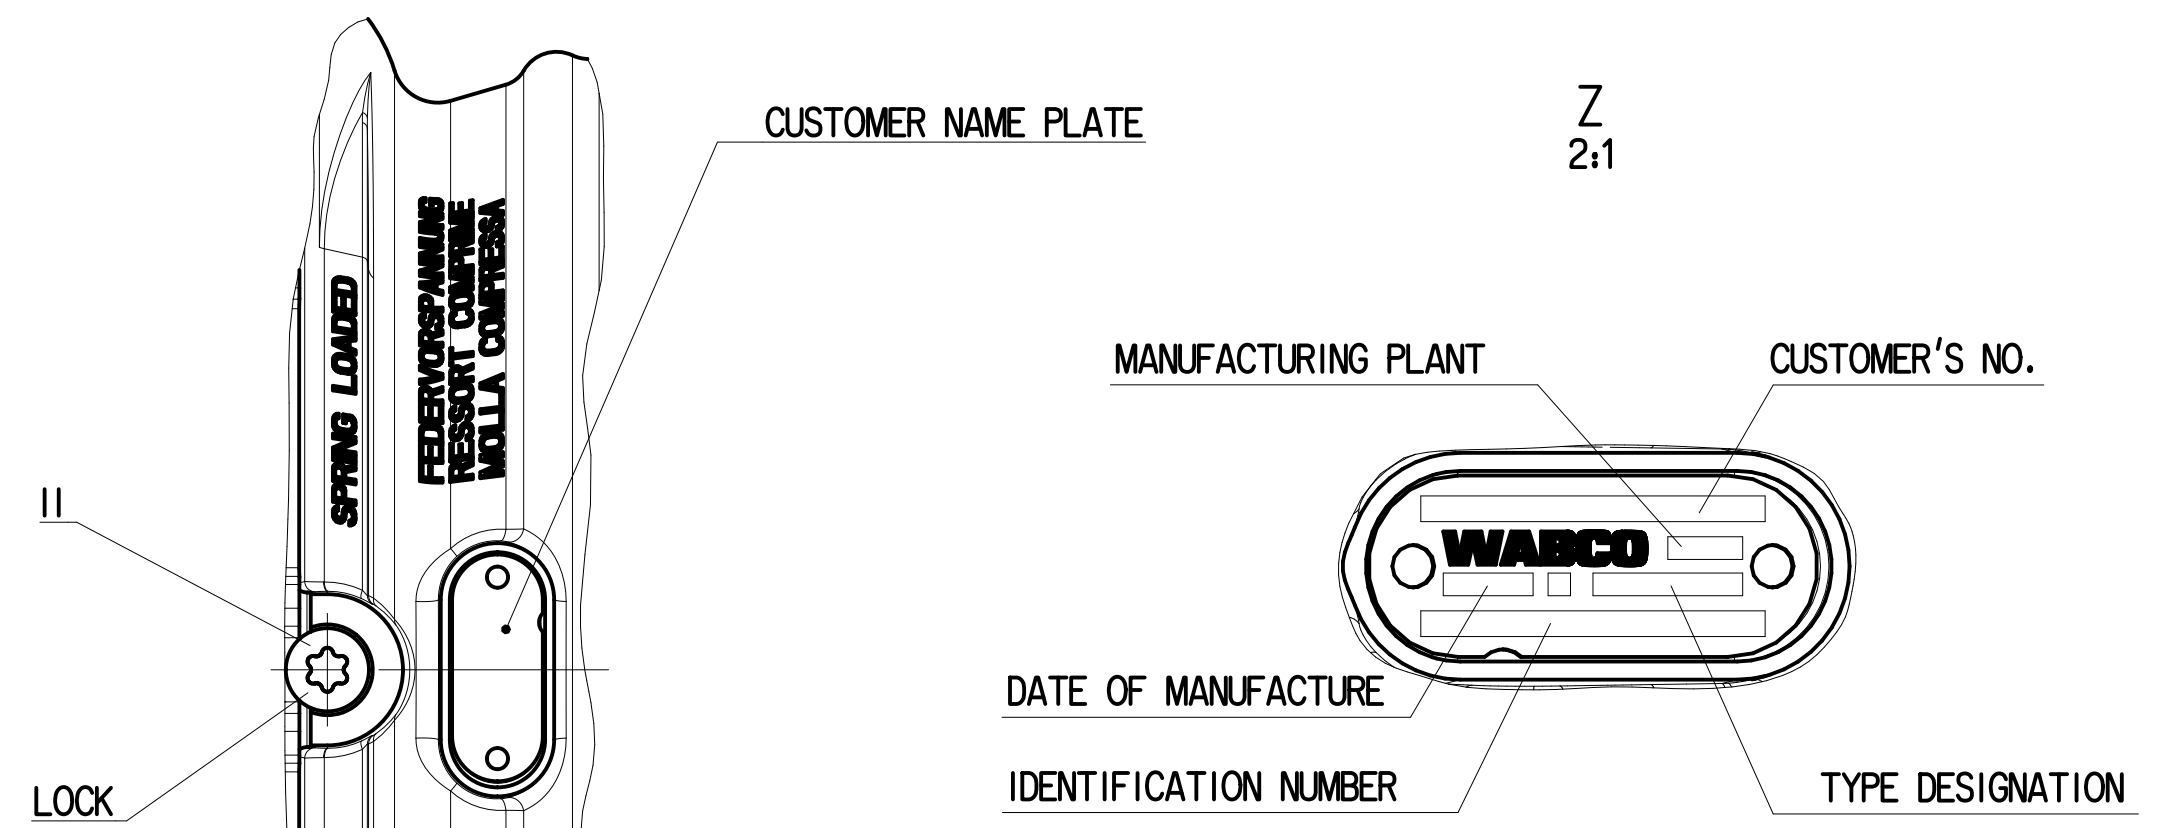 CUSTOMER NAME PLATE
Z
2:1
FEDERVORSPANNUNG
RESSORT COMPRIME
MOLLA COMPRESSA
SPRING LOADED
MANUFACTURING PLANT
CUSTOMER'S NO.
II
WABCO
DATE OF MANUFACTURE
IDENTIFICATION NUMBER
TYPE DESIGNATION
LOCK